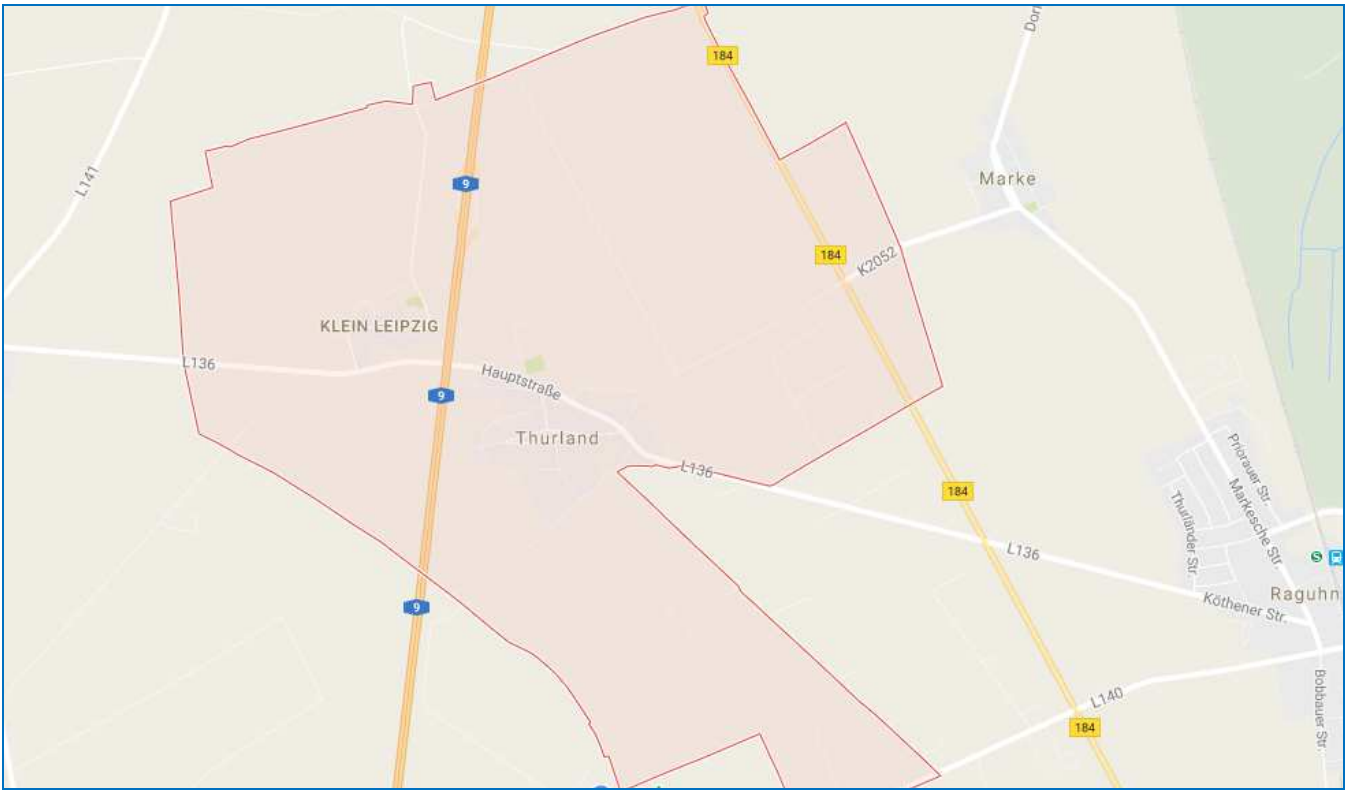 Dorf
184
Marke
L141
9
184
K2052
KLEIN LEIPZIG
L136
Hauptstraße
9
Thurland
L136
184
Priorauer Str.
Markesche Str.
Thurländer Str.
L136
S
9
Raguhn
Köthener Str.
L140
Bobbauer Str.
184